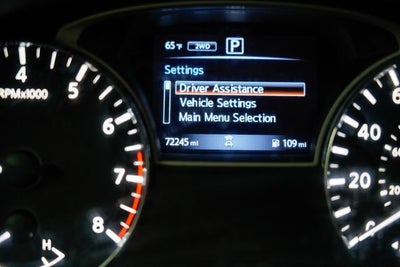 65°F 2WD P
Settings
Driver Assistance
Vehicle Settings
Main Menu Selection
72245 mi 109 mi
4
5
RPMx1000
6
7
8
H
40
60
20